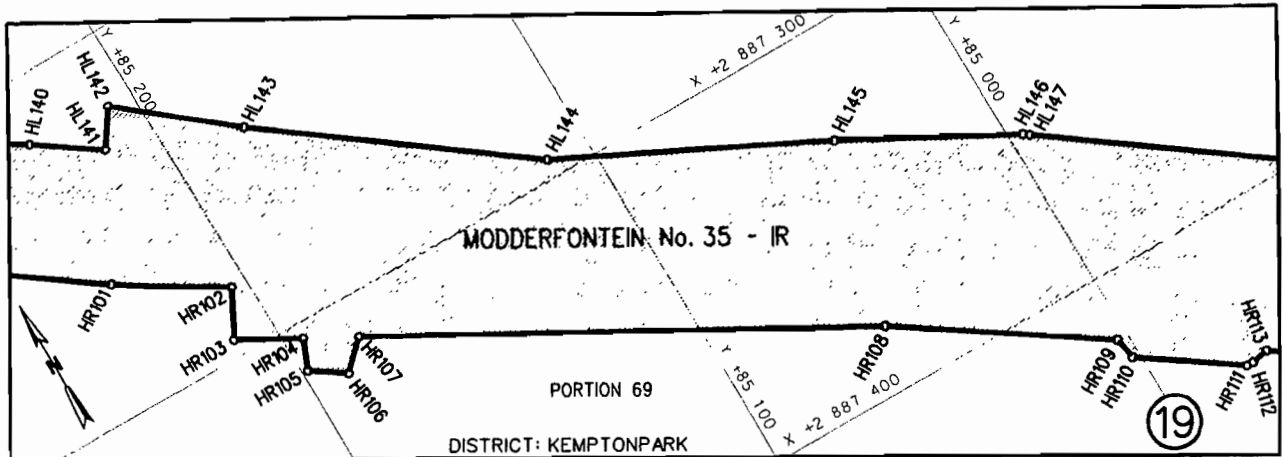 Y +85 200
X +2 887 300
Y +85 000
HL140
HL141
HL142
HL143
HL144
HL145
HL146
HL147
MODDERFONTEIN No. 35 - IR
HR101
HR102
HR103
HR104
HR105
HR106
HR107
HR108
HR109
HR110
HR111
HR112
HR113
N
Y +85 100
X +2 887 400
PORTION 69
DISTRICT: KEMPTONPARK
19